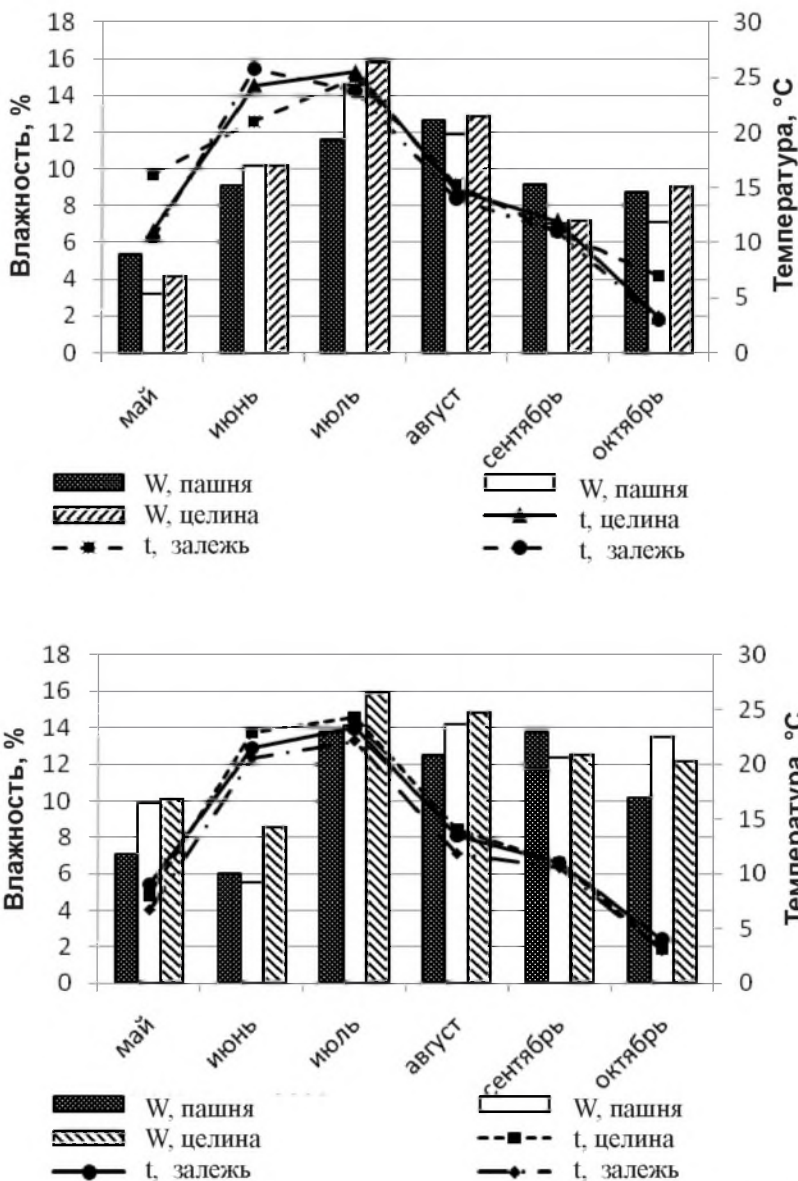 18 30
16 25
14
12 20
10 15
8
6 10
4 5
2
0 0
Влажность, %
Температура, °C
май июнь июль август сентябрь октябрь
W, пашня W, пашня
W, целина t, целина
t, залежь t, залежь
18 30
16 25
14
12 20
10 15
8
6 10
4 5
2
0 0
Влажность, %
Температура, °C
май июнь июль август сентябрь октябрь
W, пашня W, пашня
W, целина t, целина
t, залежь t, залежь